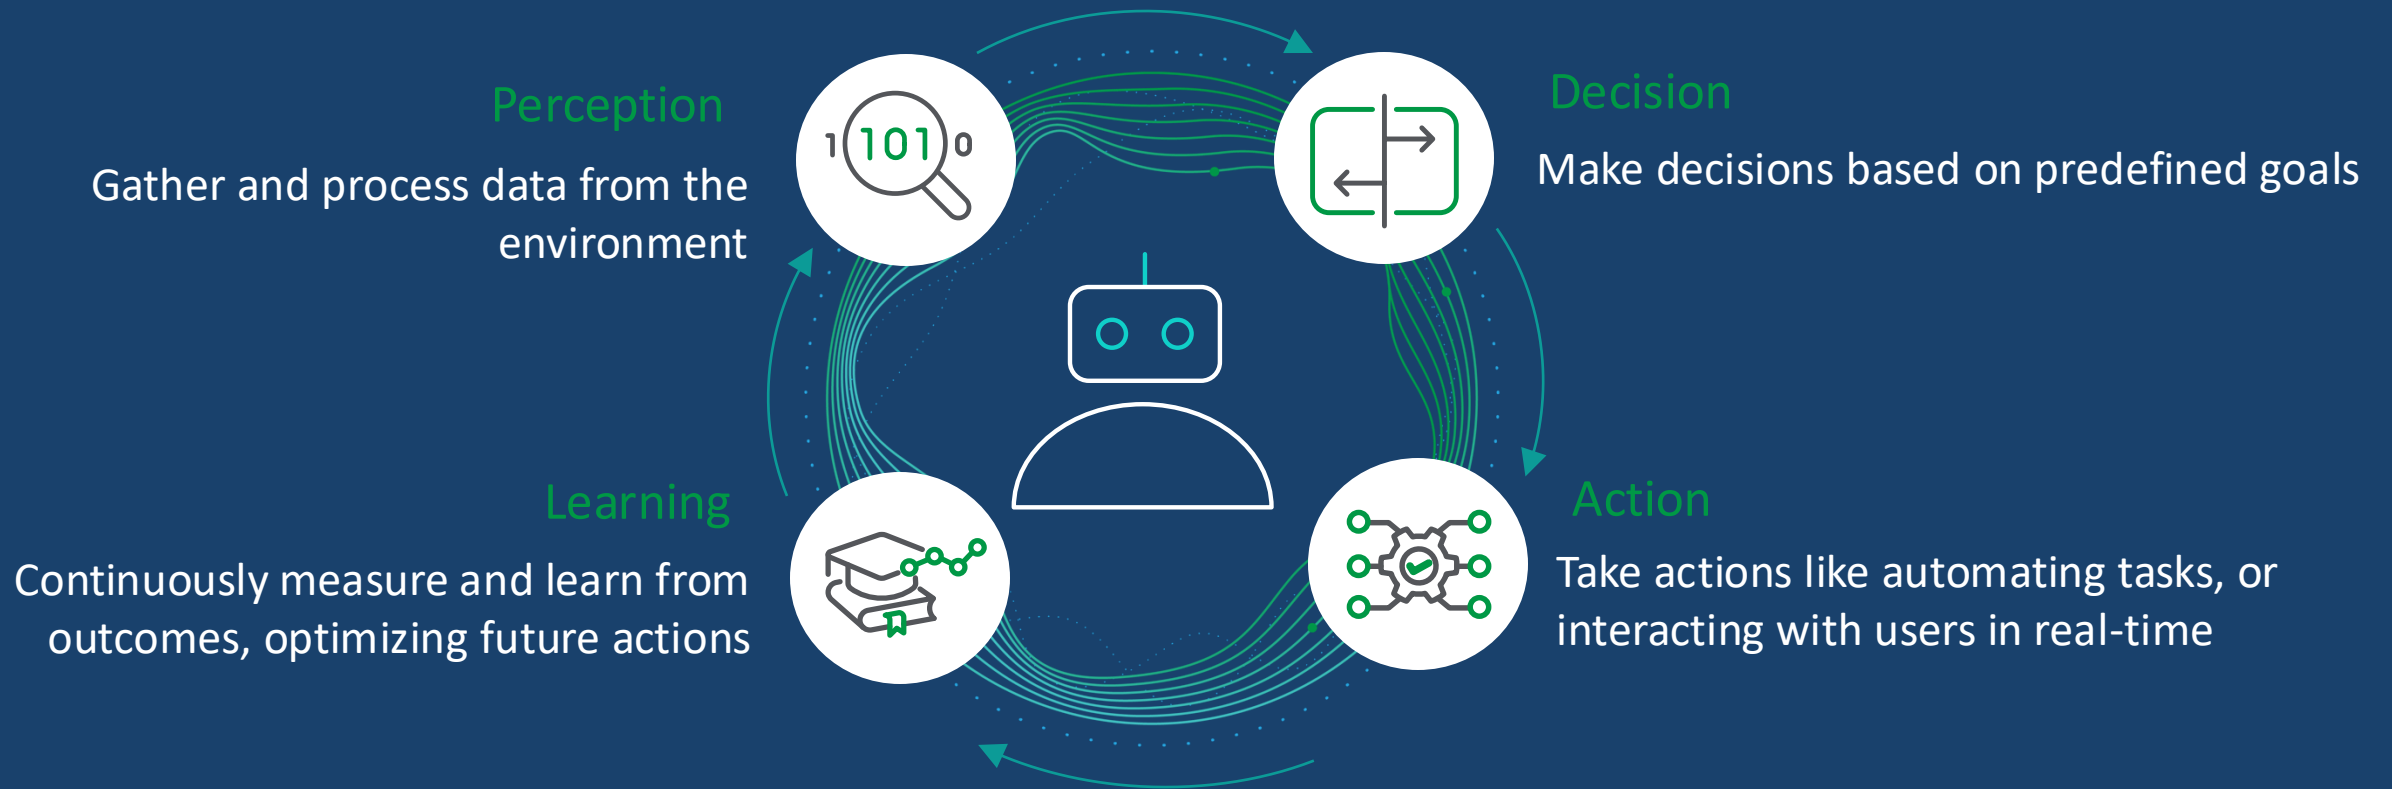 Perception
Gather and process data from the
environment
1 101 0
Decision
Make decisions based on predefined goals
Learning
Continuously measure and learn from
outcomes, optimizing future actions
Action
Take actions like automating tasks, or
interacting with users in real-time